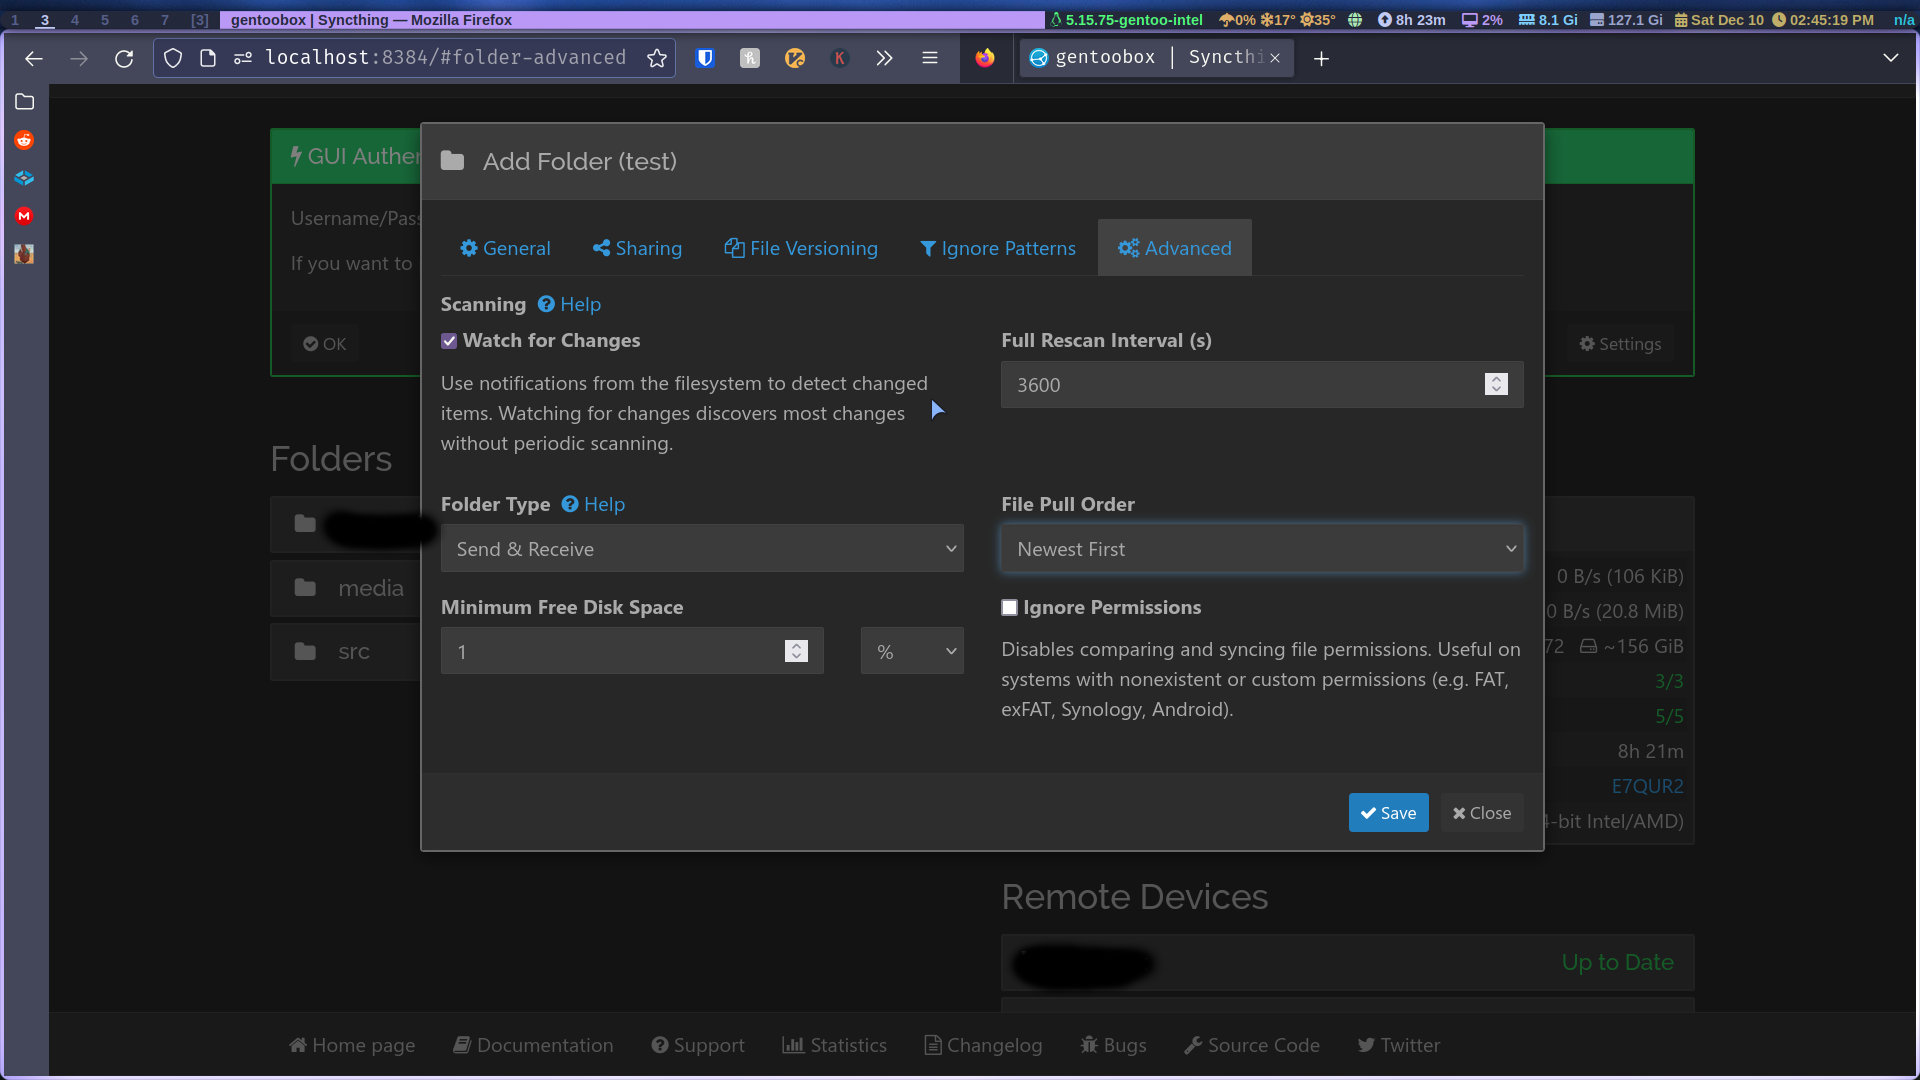 1 3 4 5 6 7 [3] gentoobox | Syncthing — Mozilla Firefox 5.15.75-gentoo-intel 0% 17° 35° 8h 23m 2% 8.1 Gi 127.1 Gi Sat Dec 10 02:45:19 PM n/a
localhost:8384/#folder-advanced gentoobox | Syncthi
GUI Authen
Add Folder (test)
Username/Pass
If you want to
General Sharing File Versioning Ignore Patterns Advanced
Scanning Help
OK
Settings
Watch for Changes
Full Rescan Interval (s)
Use notifications from the filesystem to detect changed
items. Watching for changes discovers most changes
without periodic scanning.
3600
Folders
media
src
Folder Type Help
File Pull Order
Send & Receive
Newest First
Minimum Free Disk Space
1 %
Ignore Permissions
Disables comparing and syncing file permissions. Useful on
systems with nonexistent or custom permissions (e.g. FAT,
exFAT, Synology, Android).
0 B/s (106 KiB)
0 B/s (20.8 MiB)
72 ~156 GiB
3/3
5/5
8h 21m
E7QUR2
4-bit Intel/AMD)
Save Close
Remote Devices
Up to Date
Home page Documentation Support Statistics Changelog Bugs Source Code Twitter